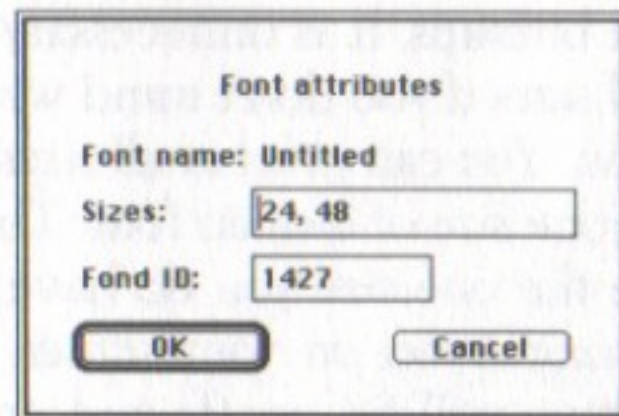 Font attributes
Font name: Untitled
Sizes: 24, 48
Fond ID: 1427
OK Cancel